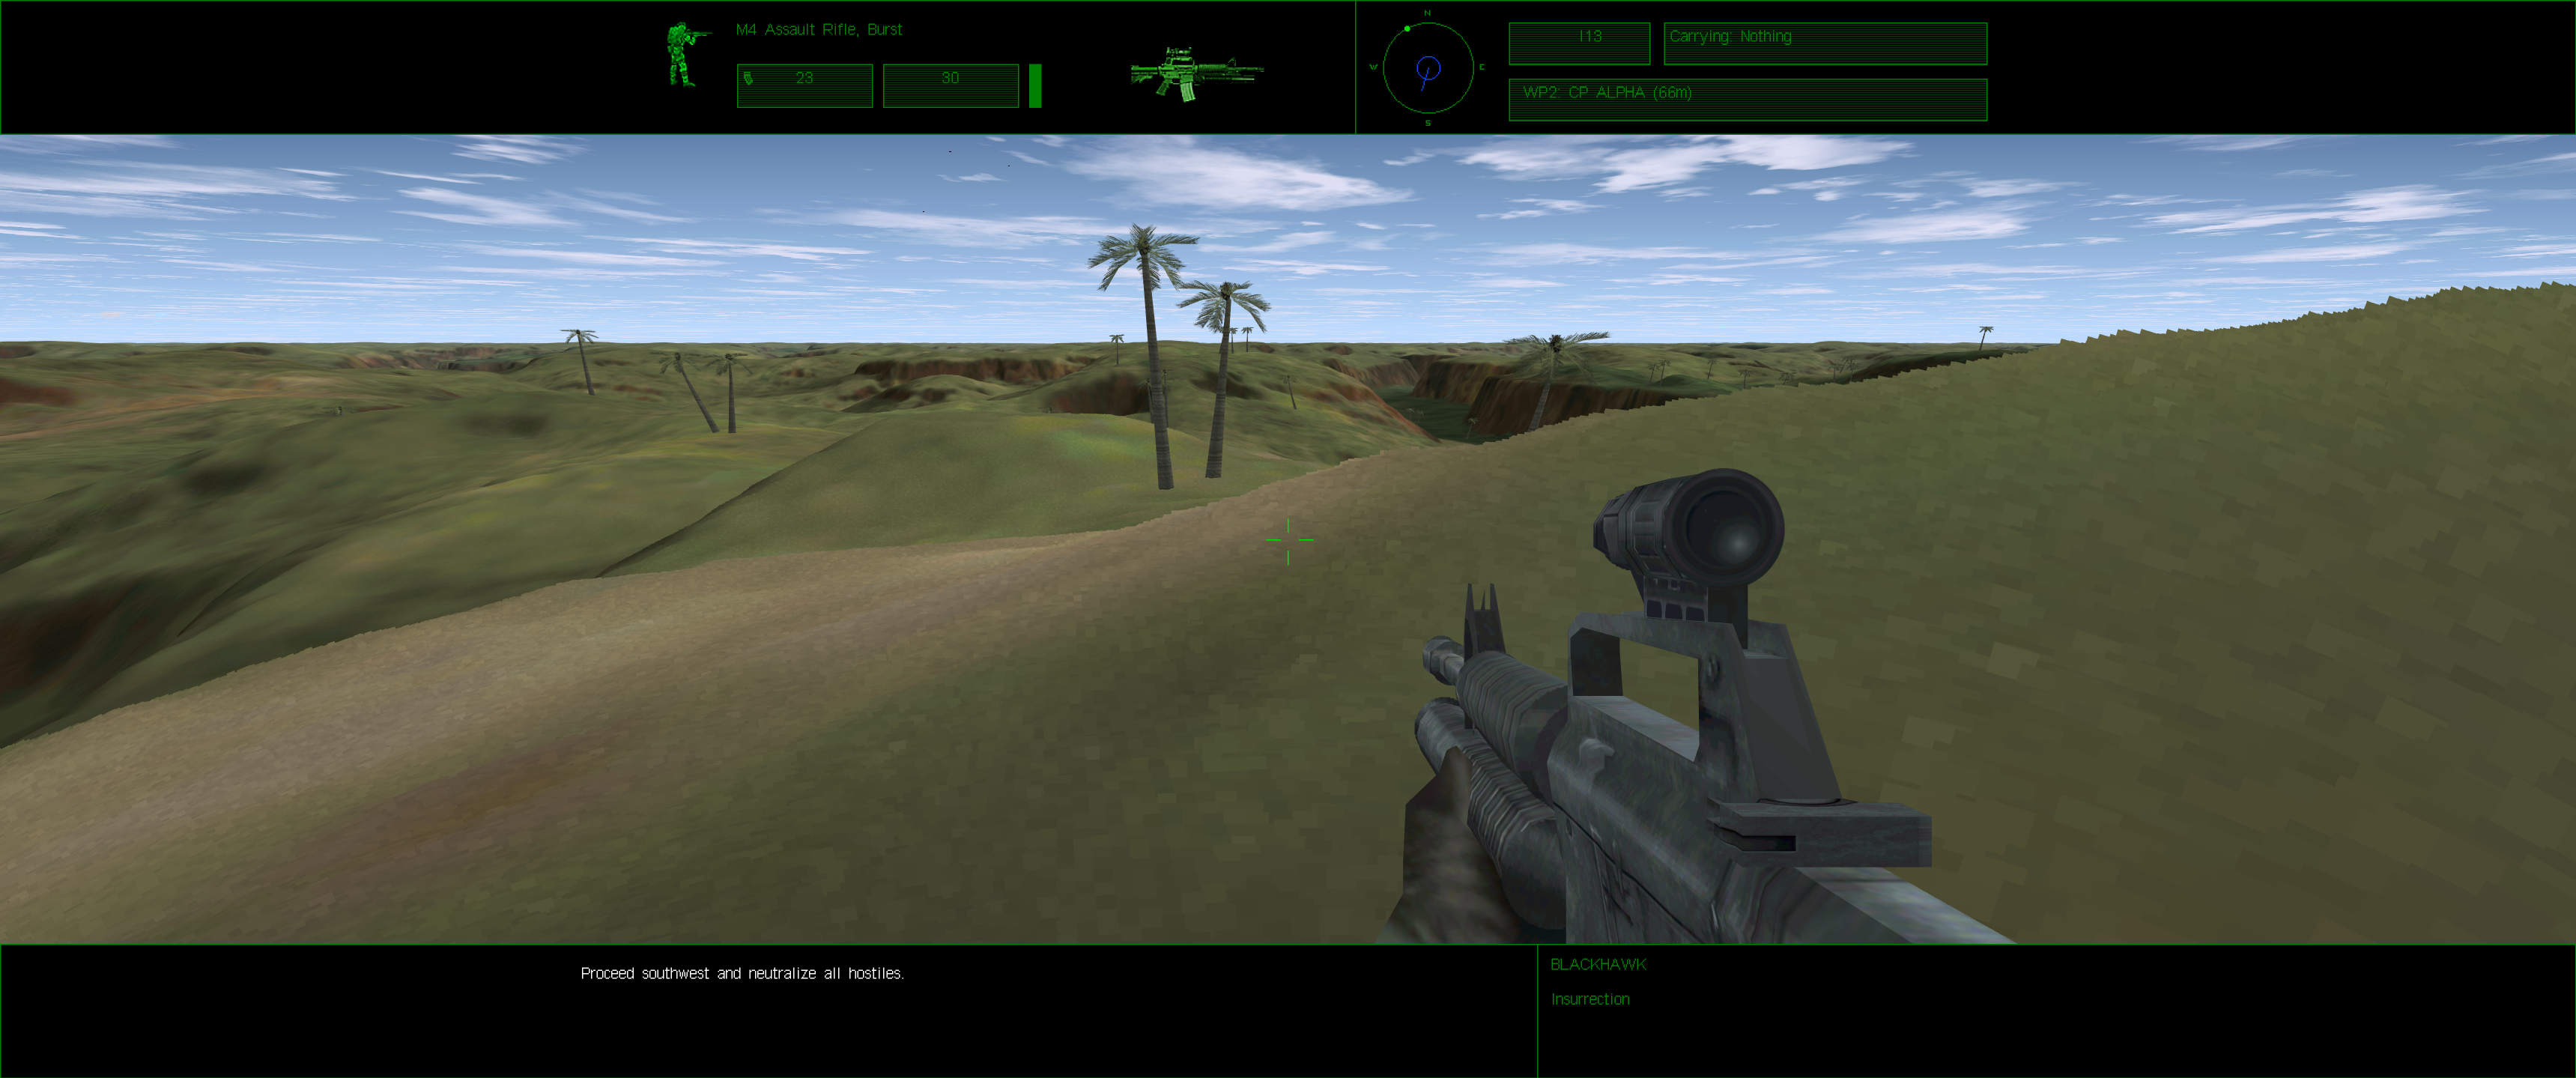 M4 Assault Rifle, Burst
23
30
N
W
E
S
I13
Carrying: Nothing
WP2: CP ALPHA (66m)
Proceed southwest and neutralize all hostiles.
BLACKHAWK
Insurrection